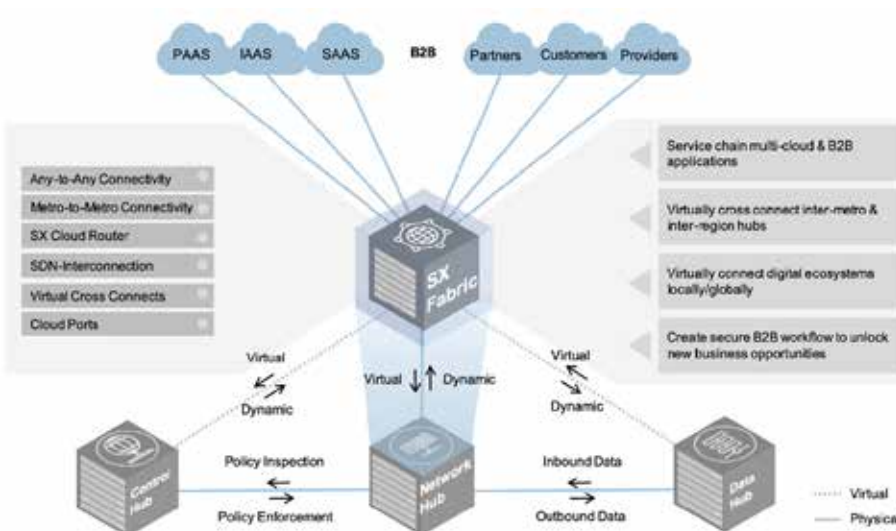 PAAS
IAAS
SAAS
B2B
Partners
Customers
Providers
Any-to-Any Connectivity
Metro-to-Metro Connectivity
SX Cloud Router
SDN-Interconnection
Virtual Cross Connects
Cloud Ports
Service chain multi-cloud & B2B
applications
Virtually cross connect inter-metro &
inter-region hubs
Virtually connect digital ecosystems
locally/globally
Create secure B2B workflow to unlock
new business opportunities
SX
Fabric
Virtual
Dynamic
Virtual
Dynamic
Virtual
Dynamic
Control
Hub
Policy Inspection
Policy Enforcement
Network
Hub
Inbound Data
Outbound Data
Data Hub
Virtual
Physical